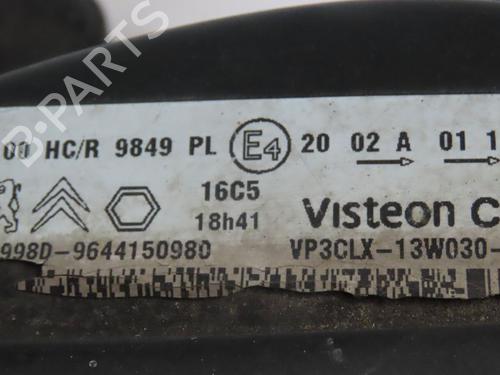 B-PARTS
00 HC/R 9849 PL E4 20 02 A 01 1
16C5
18h41
Visteon C
998D-9644150980 VP3CLX-13W030-